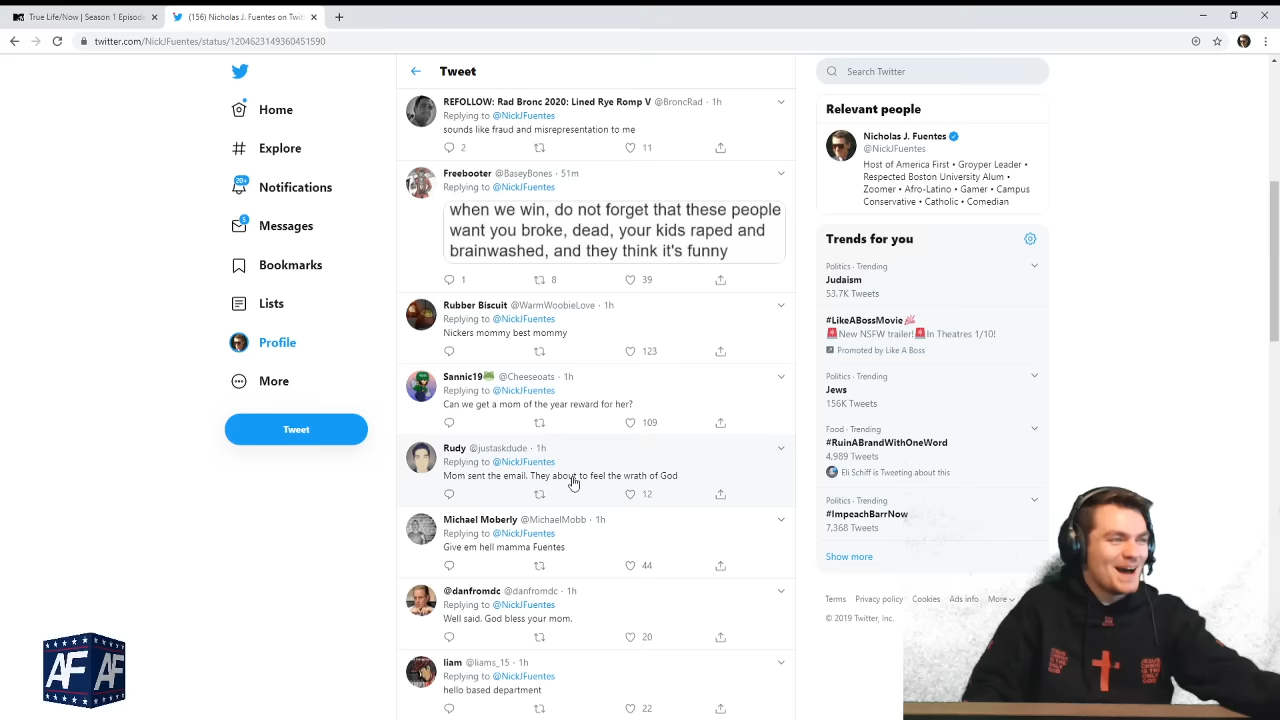 True Life/Now | Season 1 Episode
(156) Nicholas J. Fuentes on Twit
twitter.com/NickJFuentes/status/1204623149360451590
Home
Explore
20+
Notifications
5
Messages
Bookmarks
Lists
Profile
More
Tweet
Tweet
REFOLLOW: Rad Bronc 2020: Lined Rye Romp V @BroncRad · 1h
Replying to @NickJFuentes
sounds like fraud and misrepresentation to me
2 11
Freebooter @BaseyBones · 51m
Replying to @NickJFuentes
when we win, do not forget that these people
want you broke, dead, your kids raped and
brainwashed, and they think it's funny
1 8 39
Rubber Biscuit @WarmWoobieLove · 1h
Replying to @NickJFuentes
Nickers mommy best mommy
123
Sannic19🐸 @Cheeseoats · 1h
Replying to @NickJFuentes
Can we get a mom of the year reward for her?
109
Rudy @justaskdude · 1h
Replying to @NickJFuentes
Mom sent the email. They about to feel the wrath of God
12
Michael Moberly @MichaelMobb · 1h
Replying to @NickJFuentes
Give em hell mamma Fuentes
44
@danfromdc @danfromdc · 1h
Replying to @NickJFuentes
Well said. God bless your mom.
20
liam @liams_15 · 1h
Replying to @NickJFuentes
hello based department
22
Search Twitter
Relevant people
Nicholas J. Fuentes
@NickJFuentes
Host of America First • Groyper Leader •
Respected Boston University Alum •
Zoomer • Afro-Latino • Gamer • Campus
Conservative • Catholic • Comedian
Trends for you
Politics · Trending
Judaism
53.7K Tweets
#LikeABossMovie🎉
🚨New NSFW trailer!🚨In Theatres 1/10!
Promoted by Like A Boss
Politics · Trending
Jews
156K Tweets
Food · Trending
#RuinABrandWithOneWord
4,989 Tweets
Eli Schiff is Tweeting about this
Politics · Trending
#ImpeachBarrNow
7,368 Tweets
Show more
Terms Privacy policy Cookies Ads info More
© 2019 Twitter, Inc.
AF AF
JESUS CHRIST IS THE ONLY GOD